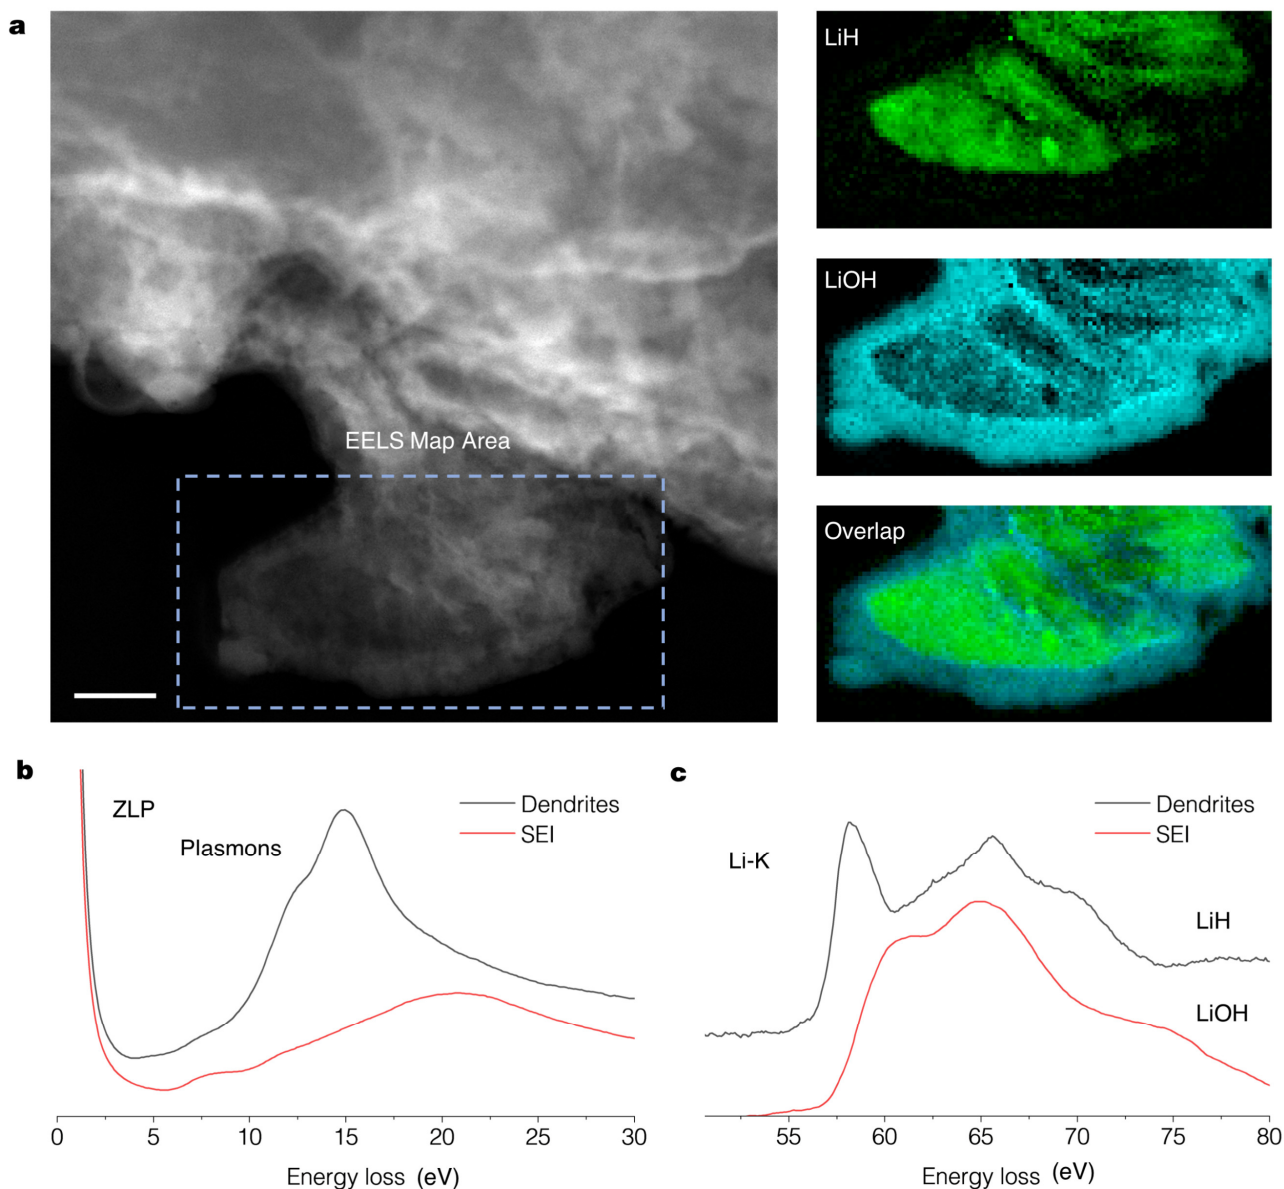 a
EELS Map Area
LiH
LiOH
Overlap
b
ZLP
Plasmons
Dendrites
SEI
0 5 10 15 20 25 30
Energy loss (eV)
c
Li-K
Dendrites
SEI
LiH
LiOH
55 60 65 70 75 80
Energy loss (eV)